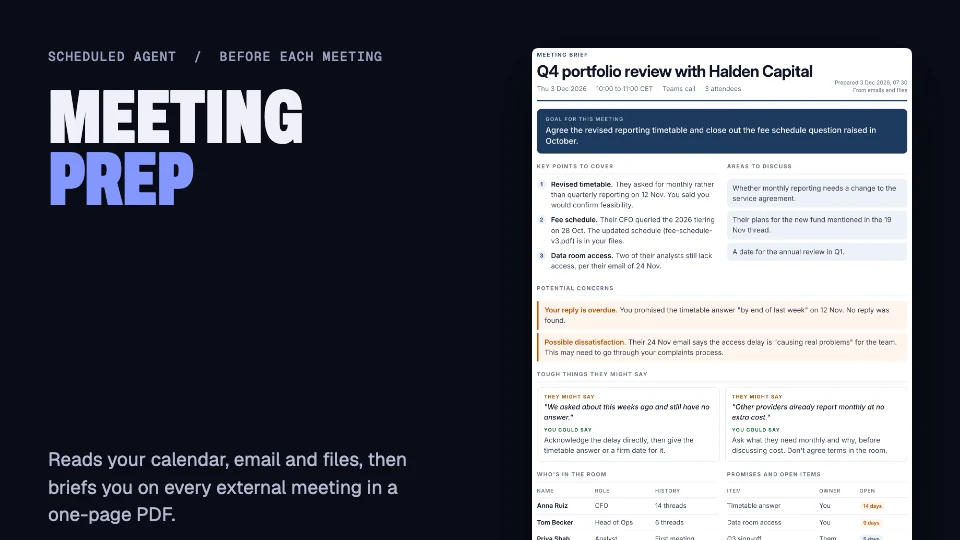 SCHEDULED AGENT / BEFORE EACH MEETING
MEETING
PREP
Reads your calendar, email and files, then
briefs you on every external meeting in a
one-page PDF.
MEETING BRIEF
Q4 portfolio review with Halden Capital
Thu 3 Dec 2026 10:00 to 11:00 CET Teams call 3 attendees
Prepared 3 Dec 2026, 07:30
From emails and files
GOAL FOR THIS MEETING
Agree the revised reporting timetable and close out the fee schedule question raised in
October.
KEY POINTS TO COVER
1 Revised timetable. They asked for monthly rather
than quarterly reporting on 12 Nov. You said you
would confirm feasibility.
2 Fee schedule. Their CFO queried the 2026 tiering
on 28 Oct. The updated schedule (fee-schedule-
v3.pdf) is in your files.
3 Data room access. Two of their analysts still lack
access, per their email of 24 Nov.
AREAS TO DISCUSS
Whether monthly reporting needs a change to the
service agreement.
Their plans for the new fund mentioned in the 19
Nov thread.
A date for the annual review in Q1.
POTENTIAL CONCERNS
Your reply is overdue. You promised the timetable answer "by end of last week" on 12 Nov. No reply was
found.
Possible dissatisfaction. Their 24 Nov email says the access delay is "causing real problems" for the team.
This may need to go through your complaints process.
TOUGH THINGS THEY MIGHT SAY
THEY MIGHT SAY
"We asked about this weeks ago and still have no
answer."
YOU COULD SAY
Acknowledge the delay directly, then give the
timetable answer or a firm date for it.
THEY MIGHT SAY
"Other providers already report monthly at no
extra cost."
YOU COULD SAY
Ask what they need monthly and why, before
discussing cost. Don't agree terms in the room.
WHO'S IN THE ROOM
NAME ROLE HISTORY
Anna Ruiz CFO 14 threads
Tom Becker Head of Ops 6 threads
Priya Shah Analyst First meeting
PROMISES AND OPEN ITEMS
ITEM OWNER OPEN
Timetable answer You 14 days
Data room access You 9 days
Q3 sign-off Them 5 days